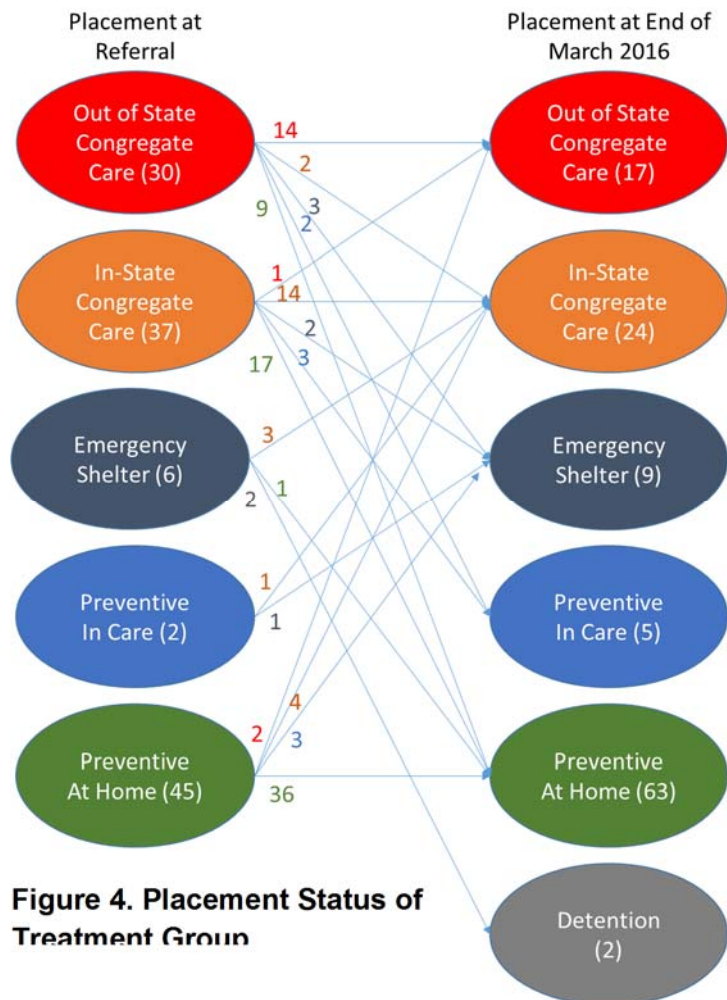 Placement at
Referral
Placement at End of
March 2016
Out of State
Congregate
Care (30)
14
2
3
2
9
Out of State
Congregate
Care (17)
In-State
Congregate
Care (37)
1
14
2
3
17
In-State
Congregate
Care (24)
Emergency
Shelter (6)
3
1
2
Emergency
Shelter (9)
Preventive
In Care (2)
1
1
Preventive
In Care (5)
Preventive
At Home (45)
4
2
3
36
Preventive
At Home (63)
Figure 4. Placement Status of
Treatment Group
Detention
(2)